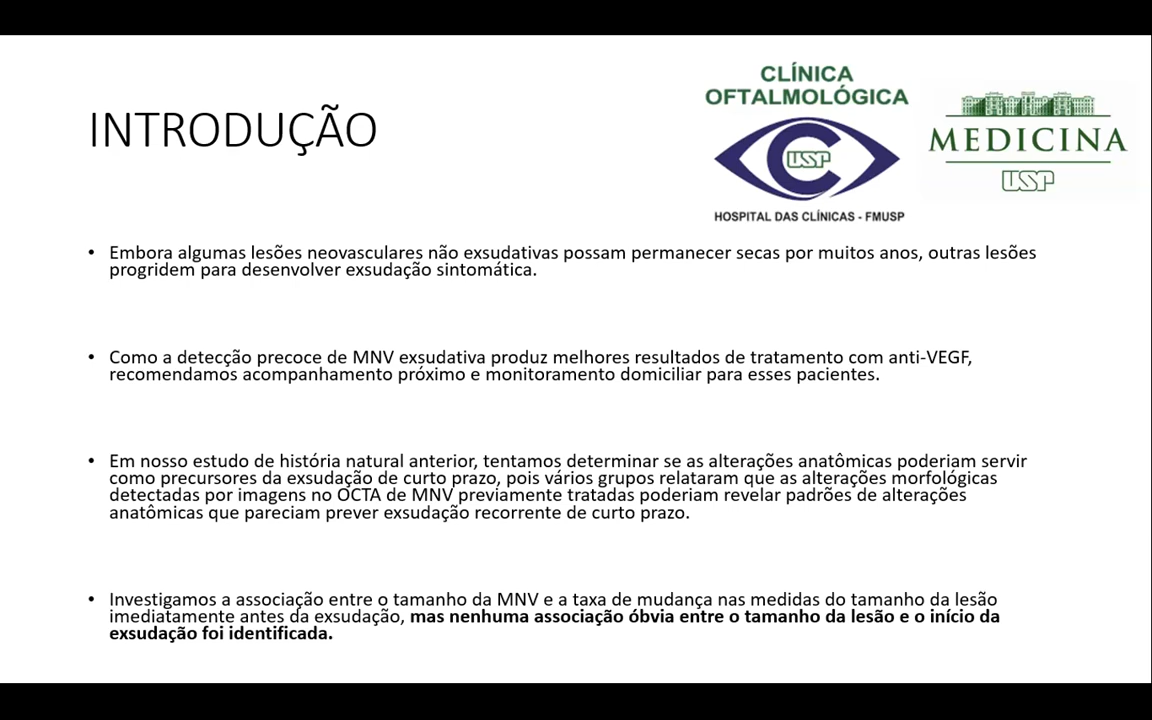 INTRODUÇÃO
CLÍNICA
OFTALMOLÓGICA
USP
HOSPITAL DAS CLÍNICAS - FMUSP
MEDICINA
USP
• Embora algumas lesões neovasculares não exsudativas possam permanecer secas por muitos anos, outras lesões
progridem para desenvolver exsudação sintomática.
• Como a detecção precoce de MNV exsudativa produz melhores resultados de tratamento com anti-VEGF,
recomendamos acompanhamento próximo e monitoramento domiciliar para esses pacientes.
• Em nosso estudo de história natural anterior, tentamos determinar se as alterações anatômicas poderiam servir
como precursores da exsudação de curto prazo, pois vários grupos relataram que as alterações morfológicas
detectadas por imagens no OCTA de MNV previamente tratadas poderiam revelar padrões de alterações
anatômicas que pareciam prever exsudação recorrente de curto prazo.
• Investigamos a associação entre o tamanho da MNV e a taxa de mudança nas medidas do tamanho da lesão
imediatamente antes da exsudação, mas nenhuma associação óbvia entre o tamanho da lesão e o início da
exsudação foi identificada.